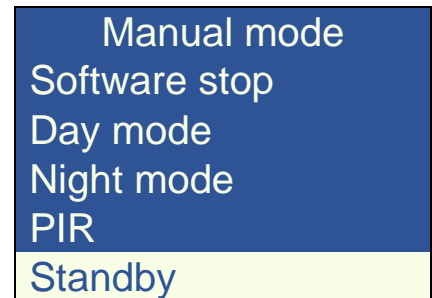 Manual mode
Software stop
Day mode
Night mode
PIR
Standby